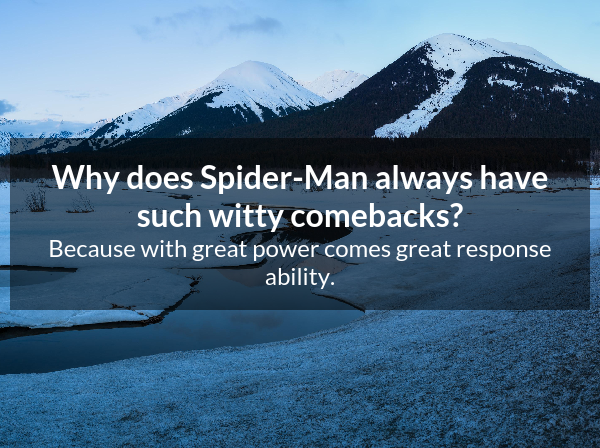 Why does Spider-Man always have
such witty comebacks?
Because with great power comes great response
ability.